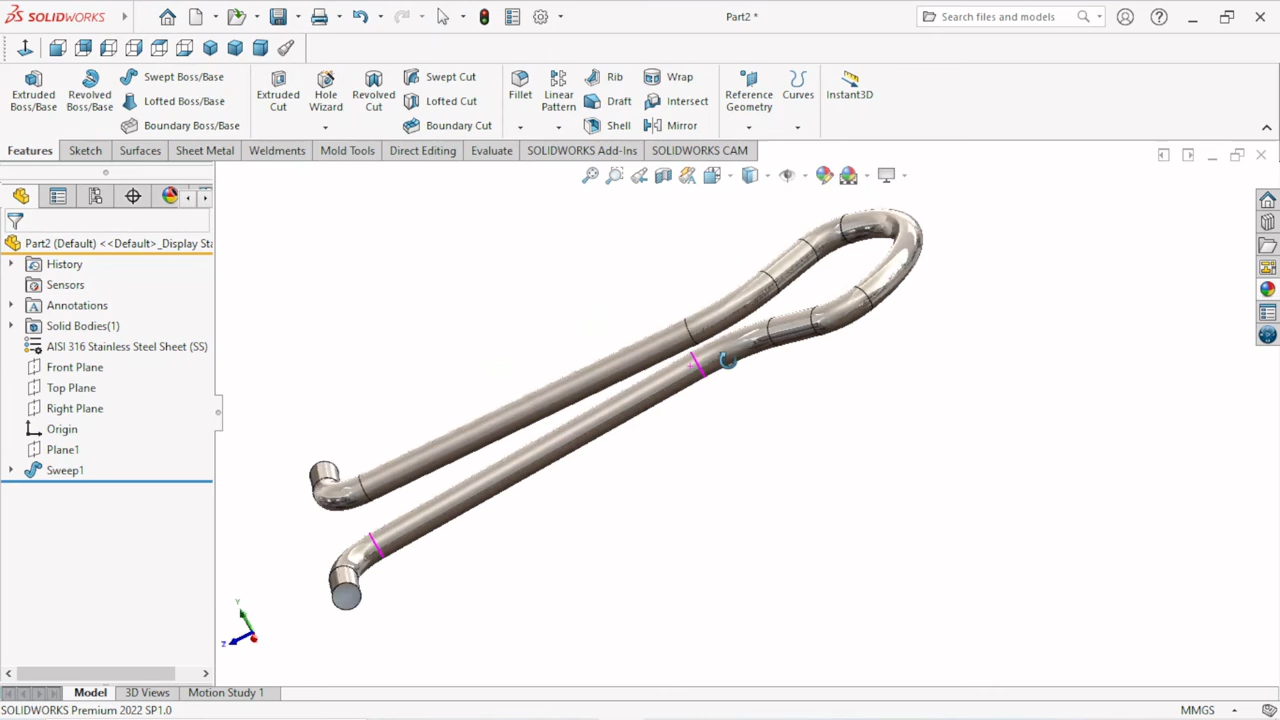 SOLIDWORKS
Part2 *
Search files and models
Extruded Boss/Base
Revolved Boss/Base
Swept Boss/Base
Lofted Boss/Base
Boundary Boss/Base
Extruded Cut
Hole Wizard
Revolved Cut
Swept Cut
Lofted Cut
Boundary Cut
Fillet
Linear Pattern
Rib
Draft
Shell
Wrap
Intersect
Mirror
Reference Geometry
Curves
Instant3D
Features
Sketch
Surfaces
Sheet Metal
Weldments
Mold Tools
Direct Editing
Evaluate
SOLIDWORKS Add-Ins
SOLIDWORKS CAM
Part2 (Default) <<Default>_Display Sta
History
Sensors
Annotations
Solid Bodies(1)
AISI 316 Stainless Steel Sheet (SS)
Front Plane
Top Plane
Right Plane
Origin
Plane1
Sweep1
Y
Z
Model
3D Views
Motion Study 1
SOLIDWORKS Premium 2022 SP1.0
MMGS